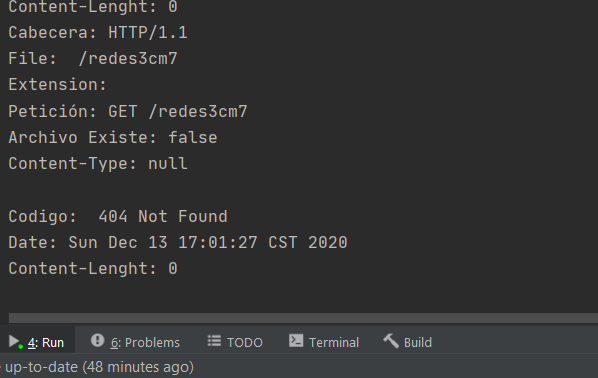 Content-Lenght: 0
Cabecera: HTTP/1.1
File:  /redes3cm7
Extension:
Petición: GET /redes3cm7
Archivo Existe: false
Content-Type: null
Codigo:  404 Not Found
Date: Sun Dec 13 17:01:27 CST 2020
Content-Lenght: 0
4: Run 6: Problems TODO Terminal Build
up-to-date (48 minutes ago)